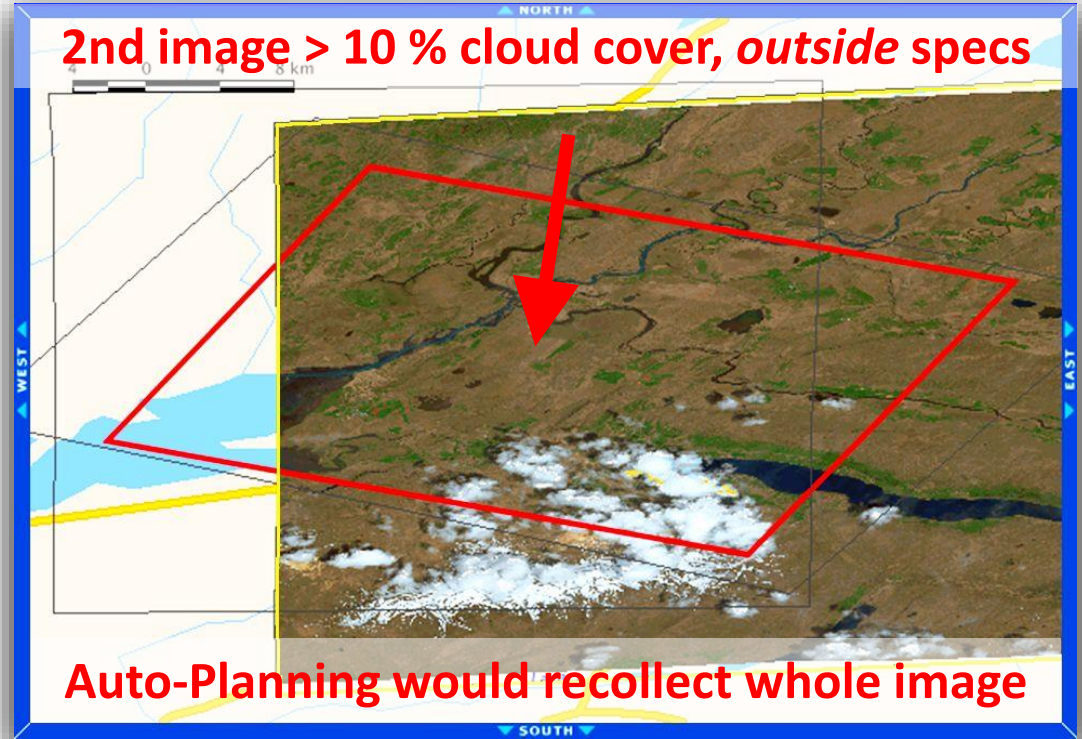 NORTH
2nd image > 10 % cloud cover, outside specs
4 0 4 8 km
WEST
EAST
Auto-Planning would recollect whole image
SOUTH